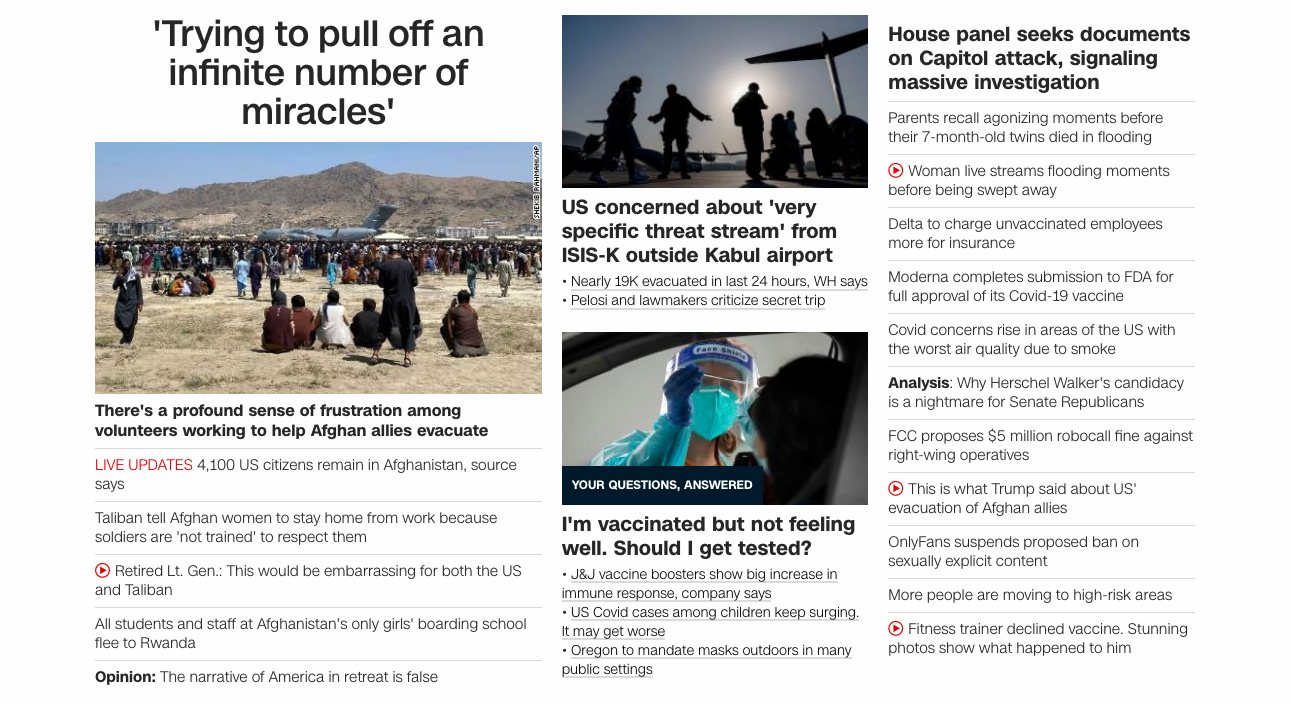 'Trying to pull off an
infinite number of
miracles'
SHEKIB RAHMANI/AP
There's a profound sense of frustration among
volunteers working to help Afghan allies evacuate
LIVE UPDATES 4,100 US citizens remain in Afghanistan, source
says
Taliban tell Afghan women to stay home from work because
soldiers are 'not trained' to respect them
Retired Lt. Gen.: This would be embarrassing for both the US
and Taliban
All students and staff at Afghanistan's only girls' boarding school
flee to Rwanda
Opinion: The narrative of America in retreat is false
US concerned about 'very
specific threat stream' from
ISIS-K outside Kabul airport
• Nearly 19K evacuated in last 24 hours, WH says
• Pelosi and lawmakers criticize secret trip
Face Shield
YOUR QUESTIONS, ANSWERED
I'm vaccinated but not feeling
well. Should I get tested?
• J&J vaccine boosters show big increase in
immune response, company says
• US Covid cases among children keep surging.
It may get worse
• Oregon to mandate masks outdoors in many
public settings
House panel seeks documents
on Capitol attack, signaling
massive investigation
Parents recall agonizing moments before
their 7-month-old twins died in flooding
Woman live streams flooding moments
before being swept away
Delta to charge unvaccinated employees
more for insurance
Moderna completes submission to FDA for
full approval of its Covid-19 vaccine
Covid concerns rise in areas of the US with
the worst air quality due to smoke
Analysis: Why Herschel Walker's candidacy
is a nightmare for Senate Republicans
FCC proposes $5 million robocall fine against
right-wing operatives
This is what Trump said about US'
evacuation of Afghan allies
OnlyFans suspends proposed ban on
sexually explicit content
More people are moving to high-risk areas
Fitness trainer declined vaccine. Stunning
photos show what happened to him